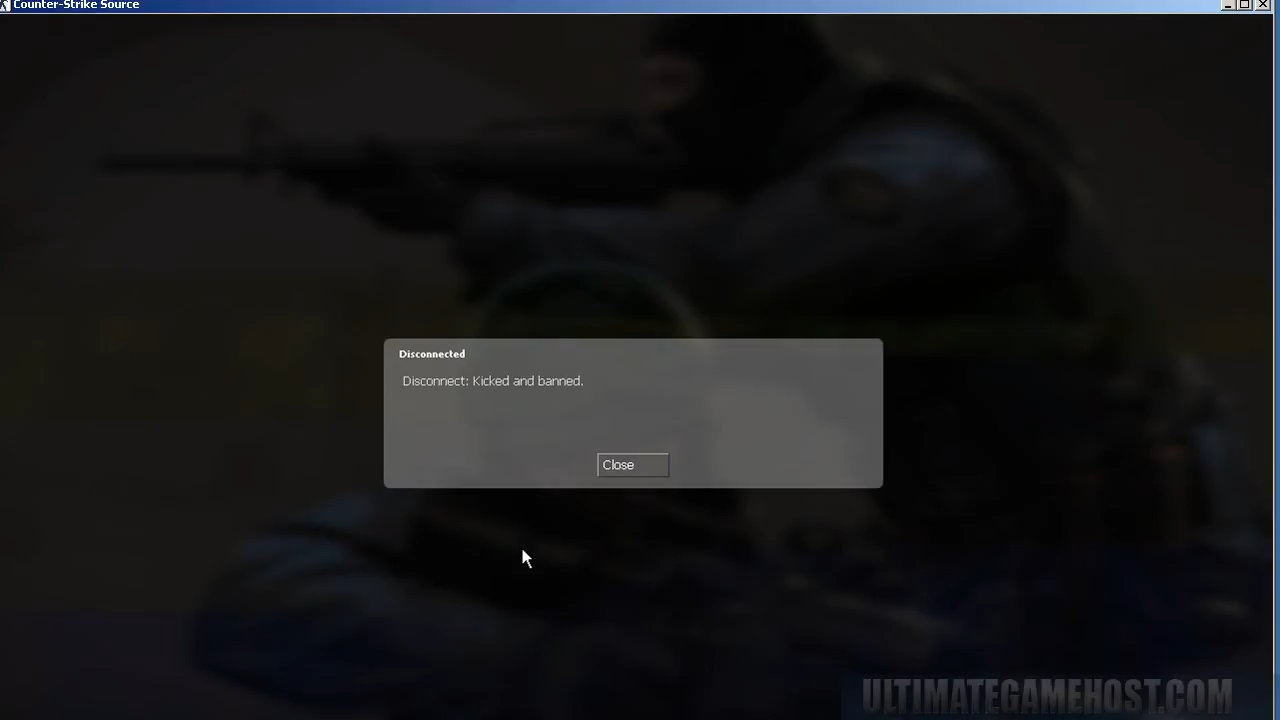 Counter-Strike Source
Disconnected
Disconnect: Kicked and banned.
Close
ULTIMATEGAMEHOST.COM